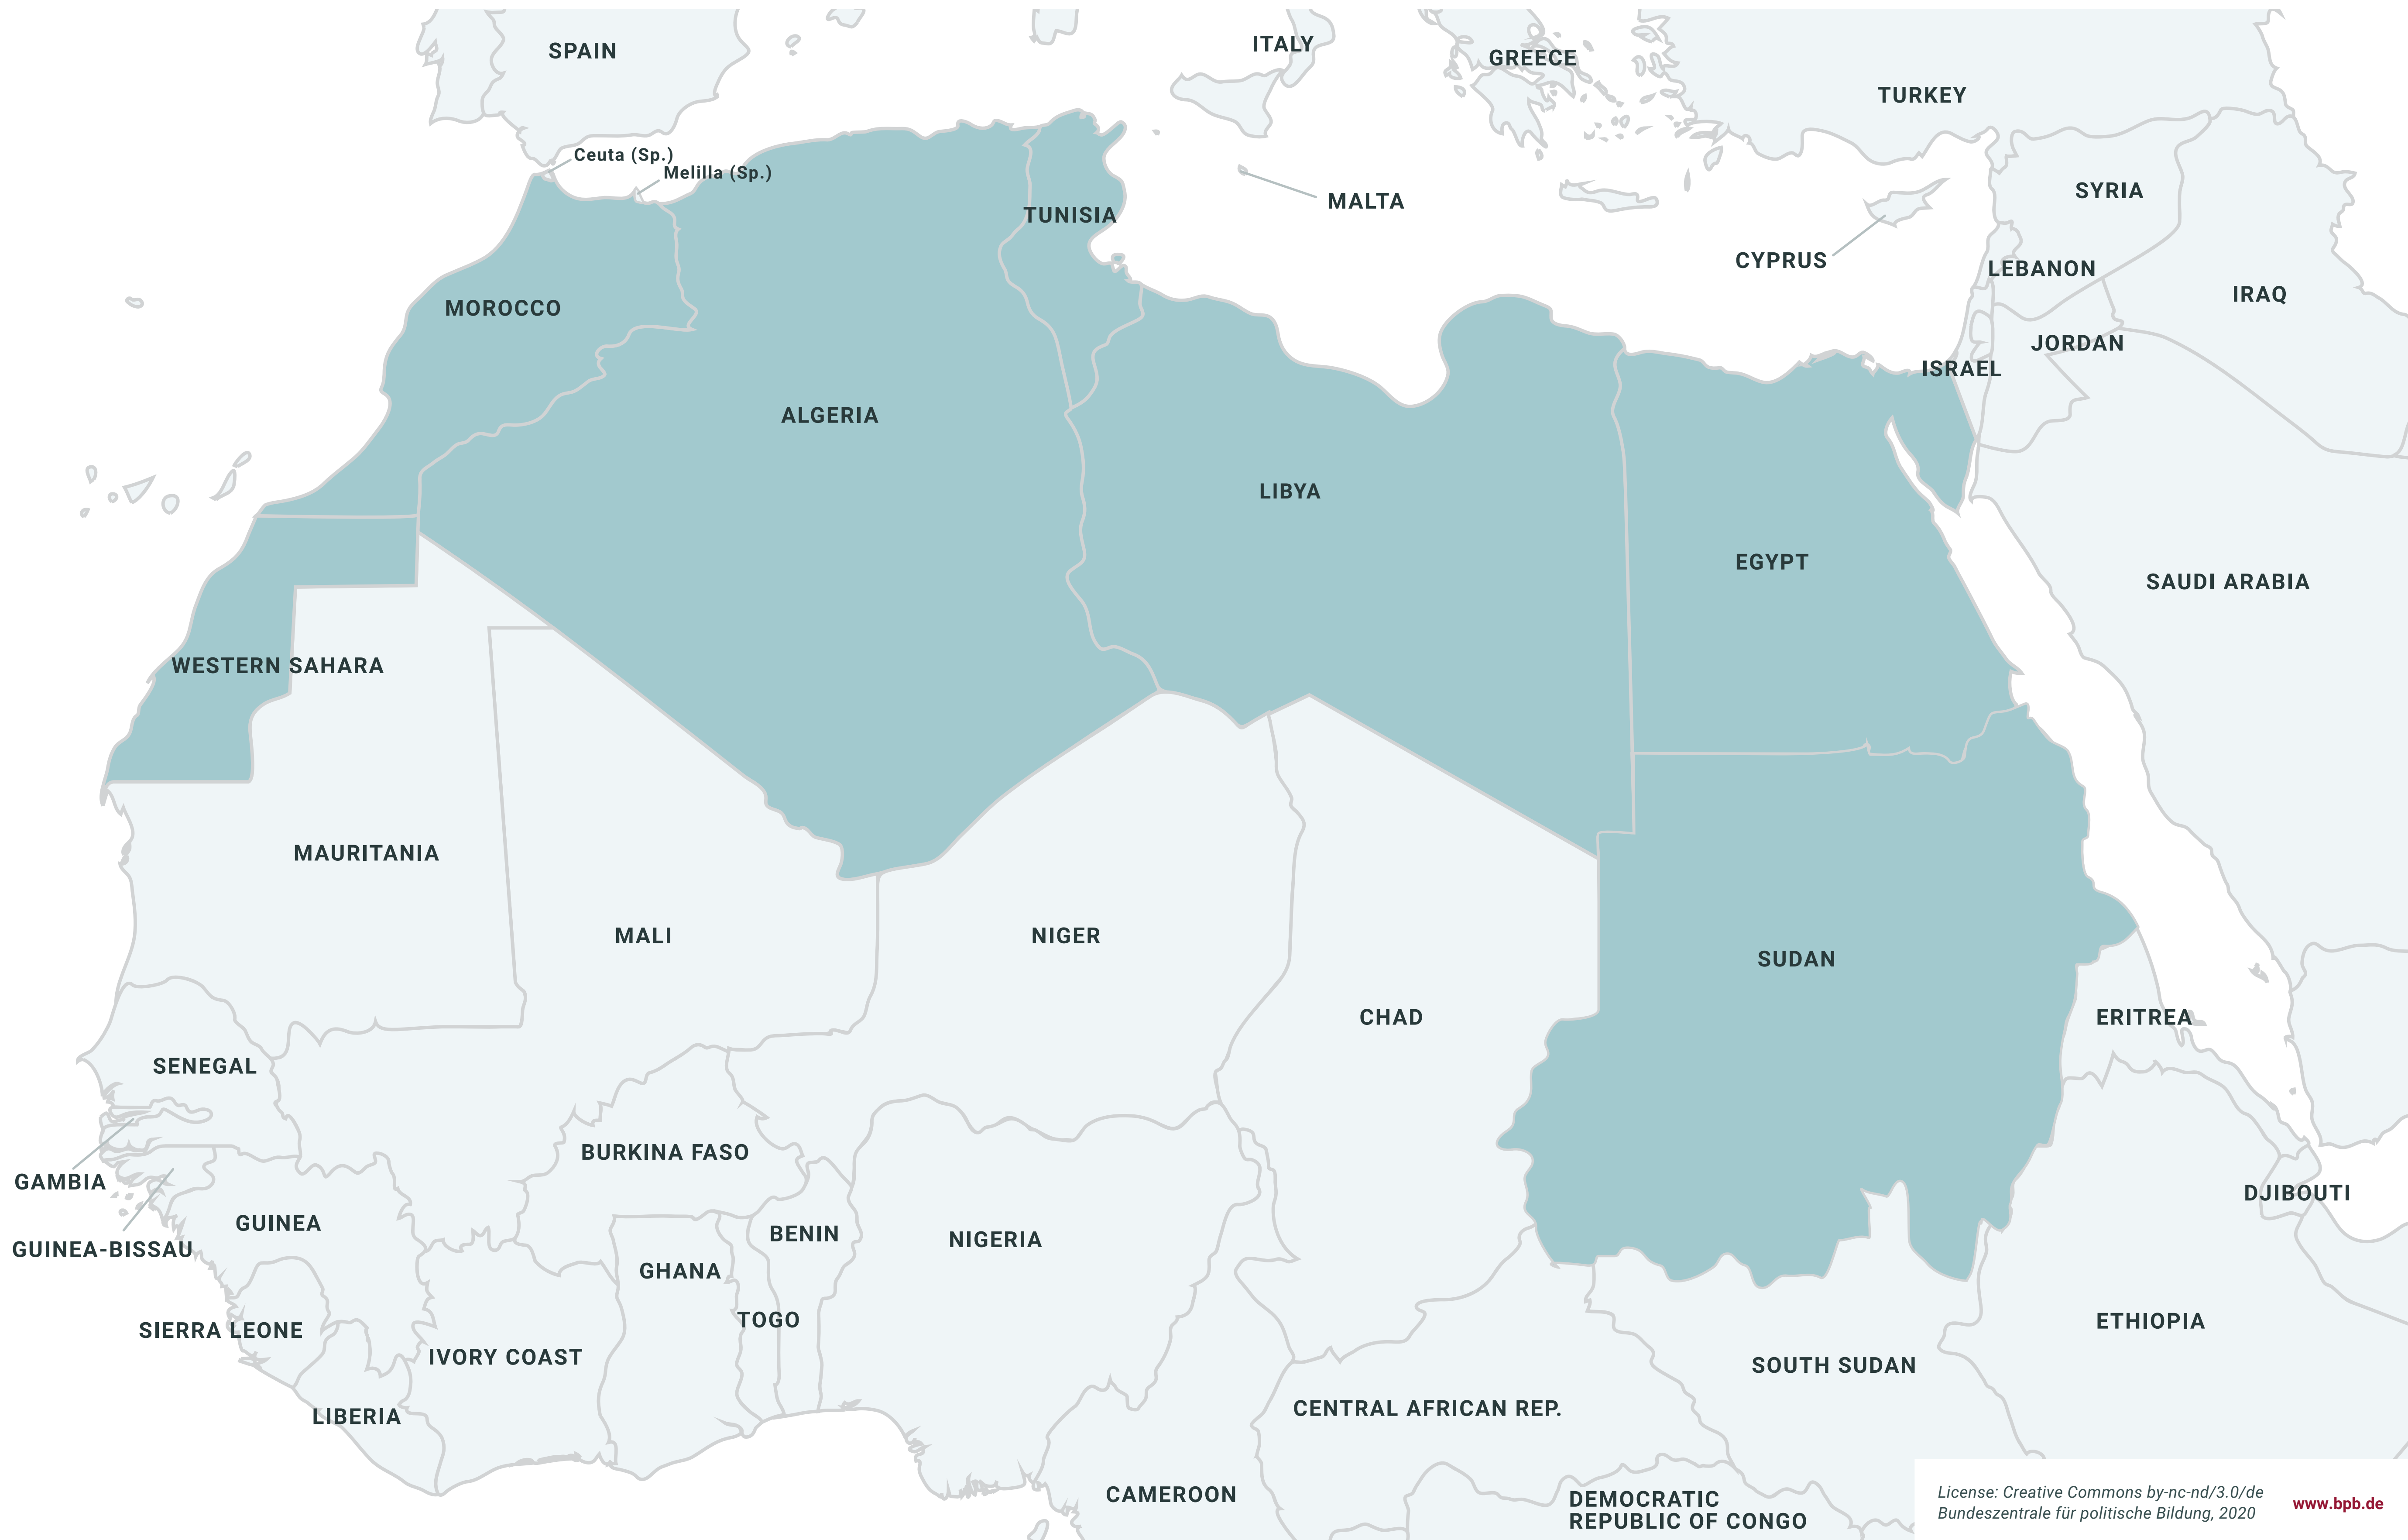 SPAIN
ITALY
GREECE
TURKEY
Ceuta (Sp.)
Melilla (Sp.)
MALTA
SYRIA
TUNISIA
CYPRUS
LEBANON
IRAQ
MOROCCO
JORDAN
ISRAEL
ALGERIA
LIBYA
EGYPT
SAUDI ARABIA
WESTERN SAHARA
MAURITANIA
MALI
NIGER
SUDAN
CHAD
ERITREA
SENEGAL
BURKINA FASO
GAMBIA
DJIBOUTI
GUINEA
BENIN
NIGERIA
GUINEA-BISSAU
GHANA
TOGO
ETHIOPIA
SIERRA LEONE
IVORY COAST
SOUTH SUDAN
CENTRAL AFRICAN REP.
LIBERIA
CAMEROON
DEMOCRATIC
REPUBLIC OF CONGO
License: Creative Commons by-nc-nd/3.0/de
Bundeszentrale für politische Bildung, 2020
www.bpb.de